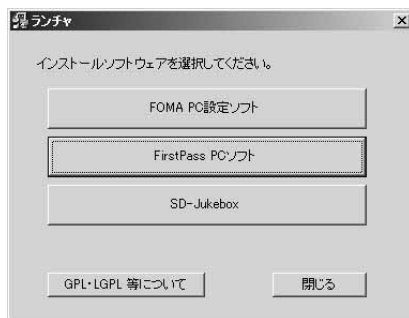 ランチャ
インストールソフトウェアを選択してください。
FOMA PC設定ソフト
FirstPass PCソフト
SD-Jukebox
GPL・LGPL 等について
閉じる